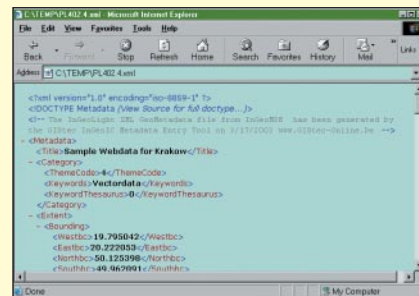 C:\TEMP\PL402.4.xml - Microsoft Internet Explorer
File Edit View Favorites Tools Help
Back Forward Stop Refresh Home Search Favorites History Mail Links
Address C:\TEMP\PL402.4.xml
<?xml version="1.0" encoding="iso-8859-1" ?>
<!DOCTYPE Metadata (View Source for full doctype...)>
<!-- The InGeoLight XML GeoMetadata file from InGeoMDF has been generated by
the GIStec InGeoIC Metadata Entry Tool on 3/17/2003 www.GIStec-Online.De
- <Metadata>
<Title>Sample Webdata for Krakow</Title>
- <Category>
<ThemeCode>4</ThemeCode>
<Keywords>Vectordata</Keywords>
<KeywordThesaurus>0</KeywordThesaurus>
</Category>
- <Extent>
- <Bounding>
<Westbc>19.795042</Westbc>
<Eastbc>20.222053</Eastbc>
<Northbc>50.125398</Northbc>
<Southbc>49.962091</Southbc>
Done My Computer